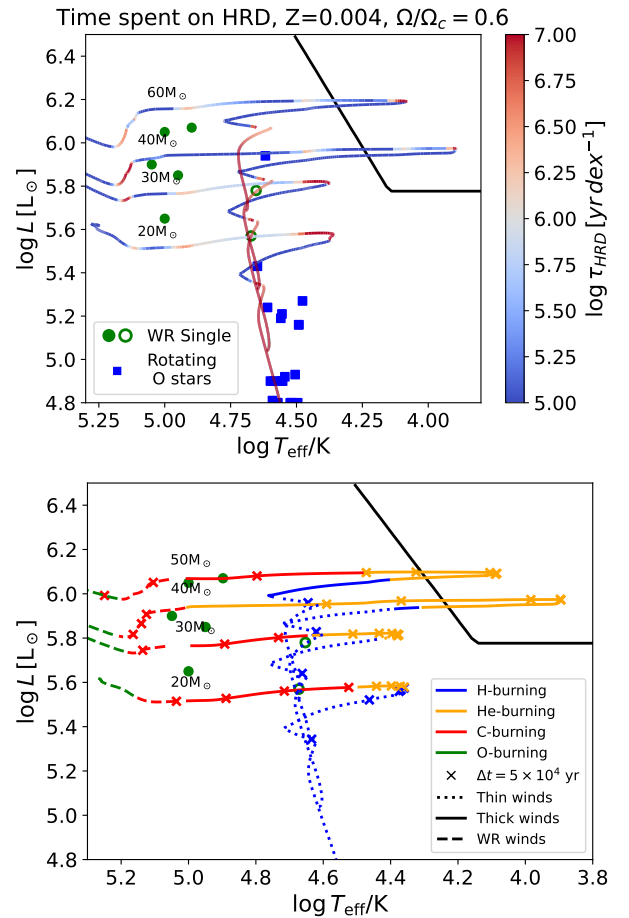 Time spent on HRD, Z=0.004, Ω/Ω_c = 0.6
6.4
6.2
6.0
5.8
5.6
5.4
5.2
5.0
4.8
log L [L⊙]
60M⊙
40M⊙
30M⊙
20M⊙
WR Single
Rotating
O stars
5.25
5.00
4.75
4.50
4.25
4.00
log T_eff/K
7.00
6.75
6.50
6.25
6.00
5.75
5.50
5.25
5.00
log τ_HRD [yr dex⁻¹]
6.4
6.2
6.0
5.8
5.6
5.4
5.2
5.0
4.8
log L [L⊙]
50M⊙
40M⊙
30M⊙
20M⊙
H-burning
He-burning
C-burning
O-burning
Δt = 5 × 10⁴ yr
Thin winds
Thick winds
WR winds
5.2
5.0
4.8
4.6
4.4
4.2
4.0
3.8
log T_eff/K